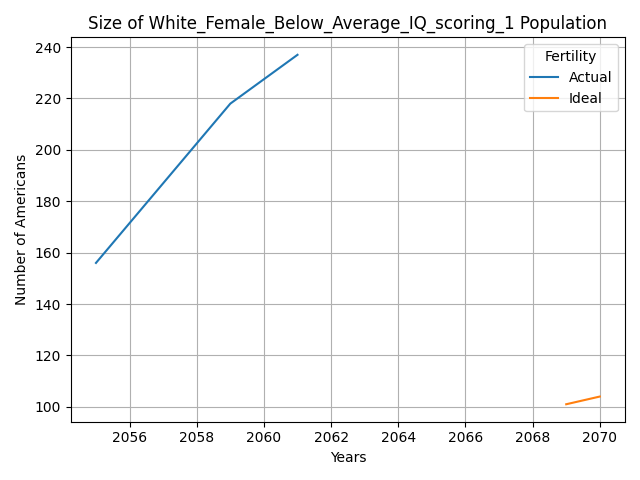 Size of White_Female_Below_Average_IQ_scoring_1 Population
Fertility
Actual
Ideal
Number of Americans
240
220
200
180
160
140
120
100
2056 2058 2060 2062 2064 2066 2068 2070
Years